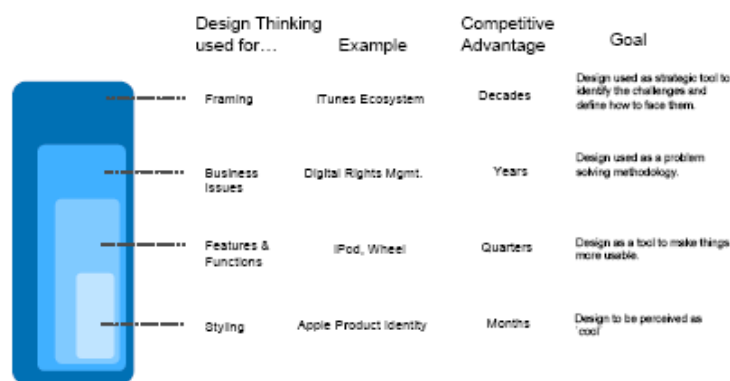 Design Thinking
used for...
Example
Competitive
Advantage
Goal
Framing
iTunes Ecosystem
Decades
Design used as strategic tool to
identify the challenges and
define how to face them.
Business
Issues
Digital Rights Mgmt.
Years
Design used as a problem
solving methodology.
Features &
Functions
iPod, Wheel
Quarters
Design as a tool to make things
more usable.
Styling
Apple Product Identity
Months
Design to be perceived as
'cool'